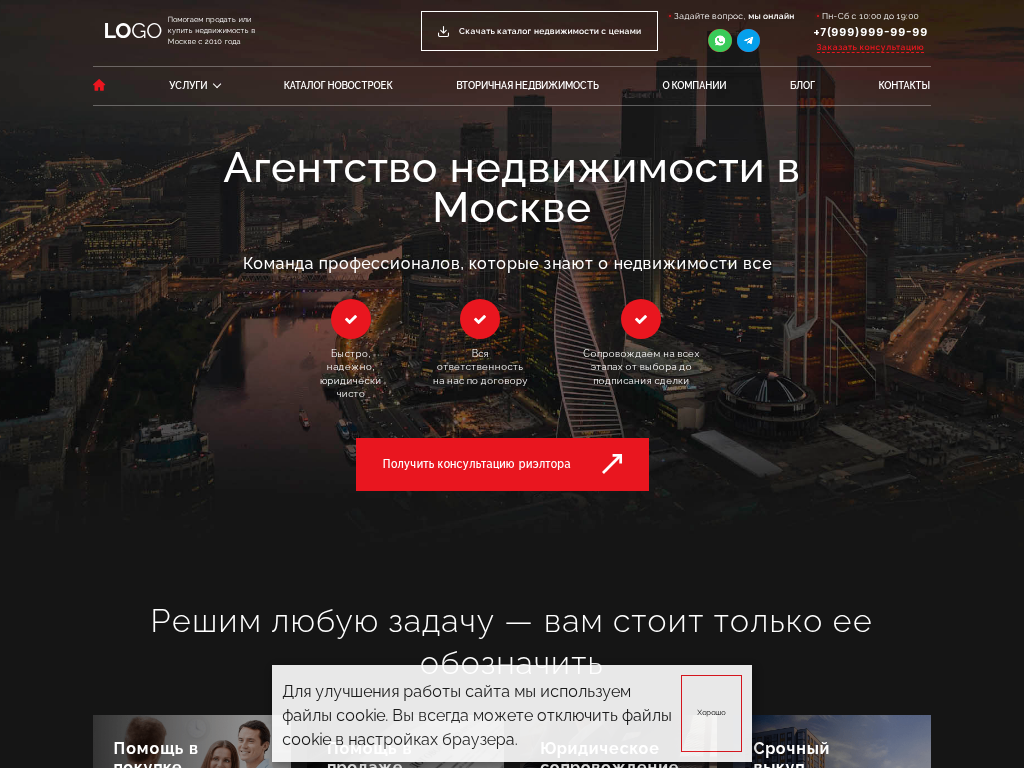 LOGO
Помогаем продать или
купить недвижимость в
Москве с 2010 года
Скачать каталог недвижимости с ценами
Задайте вопрос, мы онлайн
Пн-Сб с 10:00 до 19:00
+7(999)999-99-99
Заказать консультацию
УСЛУГИ
КАТАЛОГ НОВОСТРОЕК
ВТОРИЧНАЯ НЕДВИЖИМОСТЬ
О КОМПАНИИ
БЛОГ
КОНТАКТЫ
Агентство недвижимости в
Москве
Команда профессионалов, которые знают о недвижимости все
Быстро,
надежно,
юридически
чисто
Вся
ответственность
на нас по договору
Сопровождаем на всех
этапах от выбора до
подписания сделки
Получить консультацию риэлтора
Решим любую задачу — вам стоит только ее
обозначить
Для улучшения работы сайта мы используем
файлы cookie. Вы всегда можете отключить файлы
cookie в настройках браузера.
Хорошо
Помощь в
покупке
Помощь в
продаже
Юридическое
сопровождение
Срочный
выкуп